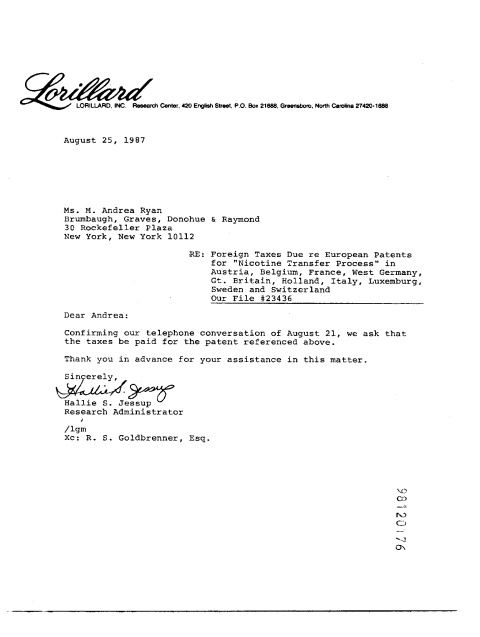 Lorillard
LORILLARD, INC. Research Center, 420 English Street, P.O. Box 21688, Greensboro, North Carolina 27420-1688
August 25, 1987
Ms. M. Andrea Ryan
Brumbaugh, Graves, Donohue & Raymond
30 Rockefeller Plaza
New York, New York 10112
RE: Foreign Taxes Due re European Patents
for "Nicotine Transfer Process" in
Austria, Belgium, France, West Germany,
Gt. Britain, Holland, Italy, Luxemburg,
Sweden and Switzerland
Our File #23436
Dear Andrea:
Confirming our telephone conversation of August 21, we ask that
the taxes be paid for the patent referenced above.
Thank you in advance for your assistance in this matter.
Sincerely,
Hallie S. Jessup
Hallie S. Jessup
Research Administrator
/lgm
Xc: R. S. Goldbrenner, Esq.
98120176